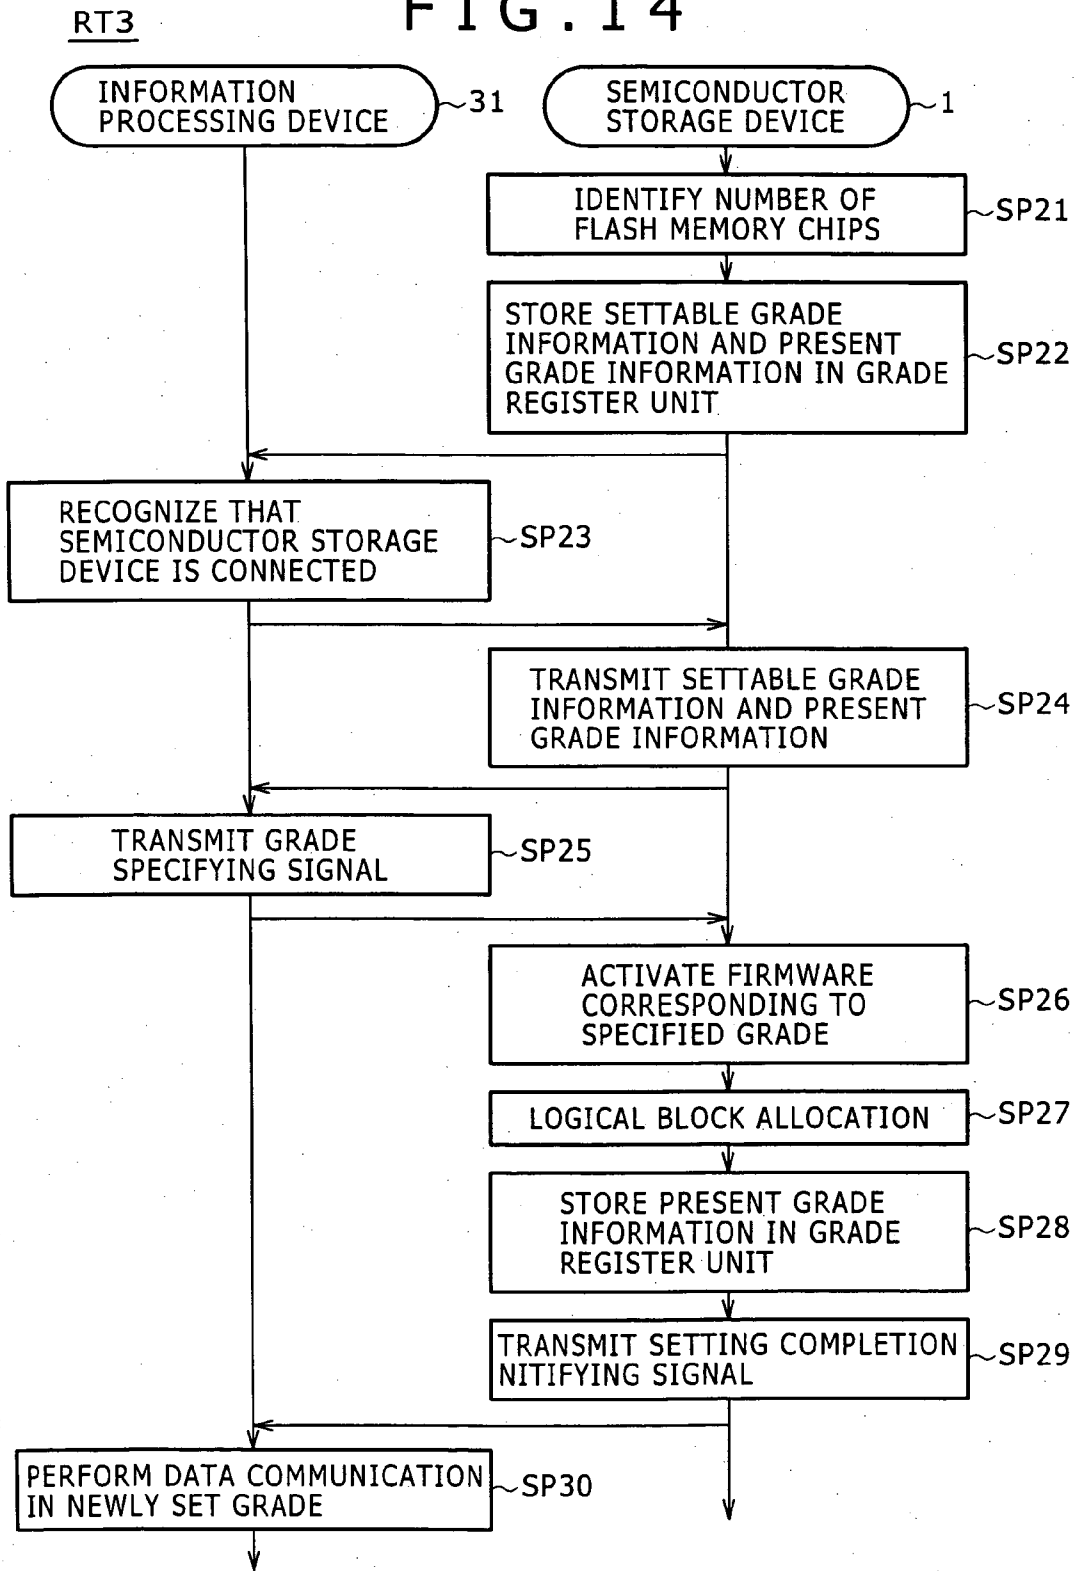 FIG.14
RT3
INFORMATION
PROCESSING DEVICE
31
SEMICONDUCTOR
STORAGE DEVICE
1
IDENTIFY NUMBER OF
FLASH MEMORY CHIPS
SP21
STORE SETTABLE GRADE
INFORMATION AND PRESENT
GRADE INFORMATION IN GRADE
REGISTER UNIT
SP22
RECOGNIZE THAT
SEMICONDUCTOR STORAGE
DEVICE IS CONNECTED
SP23
TRANSMIT SETTABLE GRADE
INFORMATION AND PRESENT
GRADE INFORMATION
SP24
TRANSMIT GRADE
SPECIFYING SIGNAL
SP25
ACTIVATE FIRMWARE
CORRESPONDING TO
SPECIFIED GRADE
SP26
LOGICAL BLOCK ALLOCATION
SP27
STORE PRESENT GRADE
INFORMATION IN GRADE
REGISTER UNIT
SP28
TRANSMIT SETTING COMPLETION
NITIFYING SIGNAL
SP29
PERFORM DATA COMMUNICATION
IN NEWLY SET GRADE
SP30